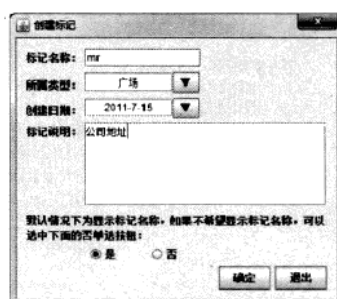 创建标记
标记名称： mr
所属类型： 广场
创建日期： 2011-7-15
标记说明： 公司地址
默认情况下为显示标记名称，如果不希望显示标记名称，可以
选中下面的否单选按钮：
是 否
确定 退出